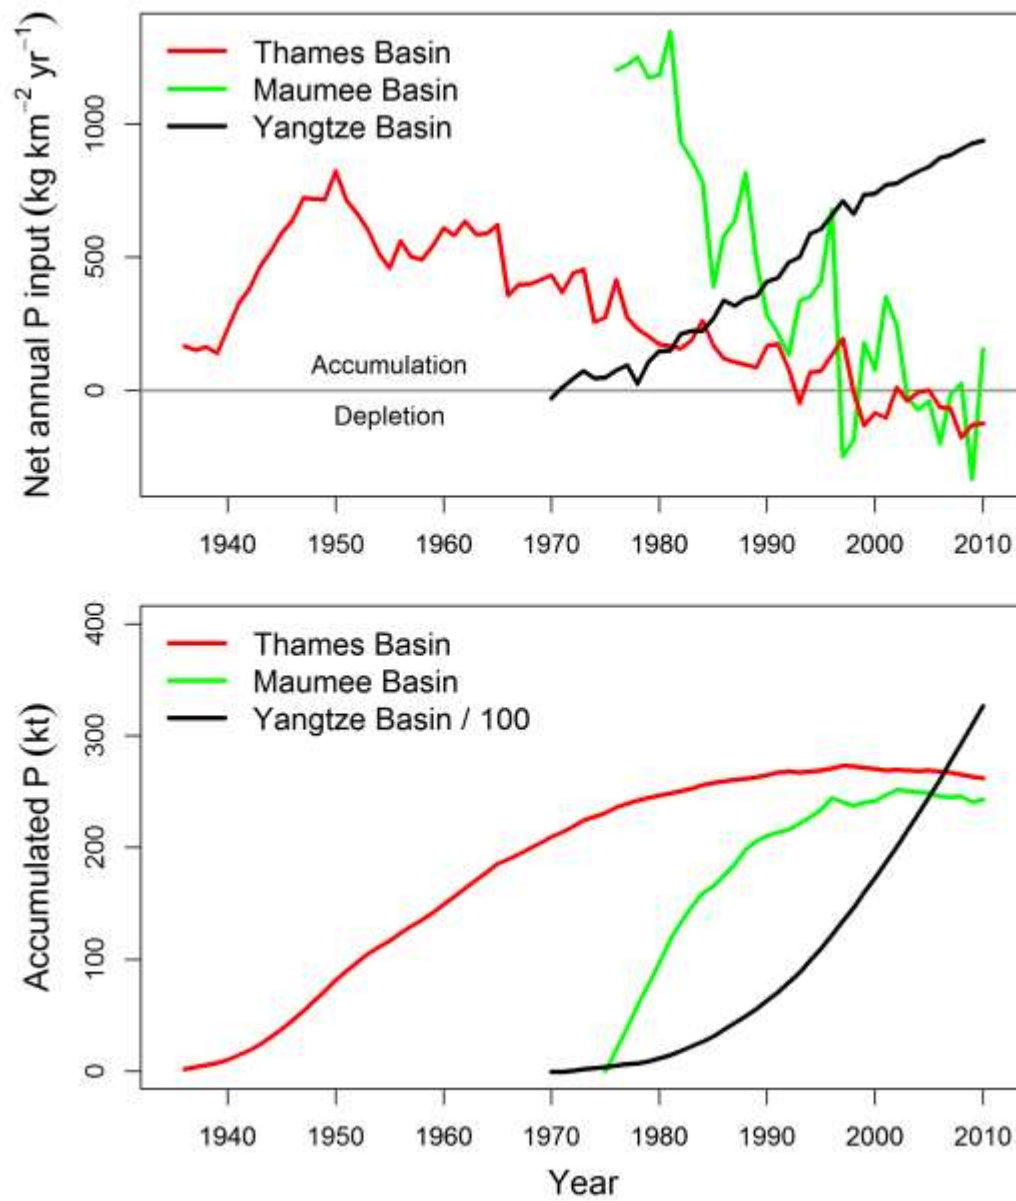 Net annual P input (kg km⁻² yr⁻¹)
Thames Basin
Maumee Basin
Yangtze Basin
1000
500
0
Accumulation
Depletion
1940 1950 1960 1970 1980 1990 2000 2010
Accumulated P (kt)
Thames Basin
Maumee Basin
Yangtze Basin / 100
400
300
200
100
0
1940 1950 1960 1970 1980 1990 2000 2010
Year